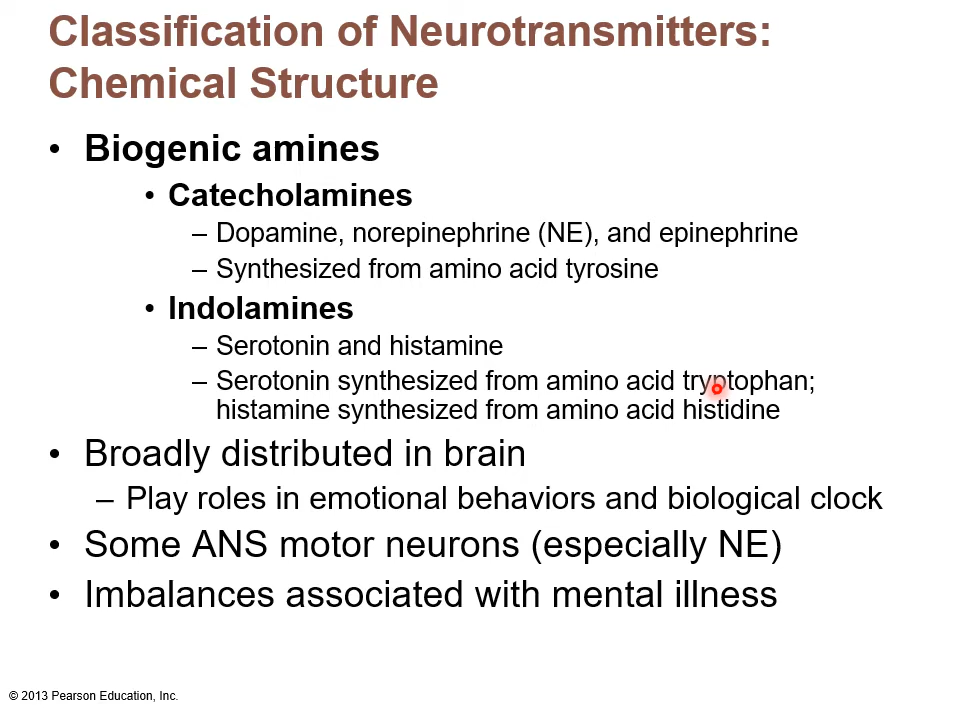 Classification of Neurotransmitters:
Chemical Structure
• Biogenic amines
• Catecholamines
– Dopamine, norepinephrine (NE), and epinephrine
– Synthesized from amino acid tyrosine
• Indolamines
– Serotonin and histamine
– Serotonin synthesized from amino acid tryptophan;
histamine synthesized from amino acid histidine
• Broadly distributed in brain
– Play roles in emotional behaviors and biological clock
• Some ANS motor neurons (especially NE)
• Imbalances associated with mental illness
© 2013 Pearson Education, Inc.